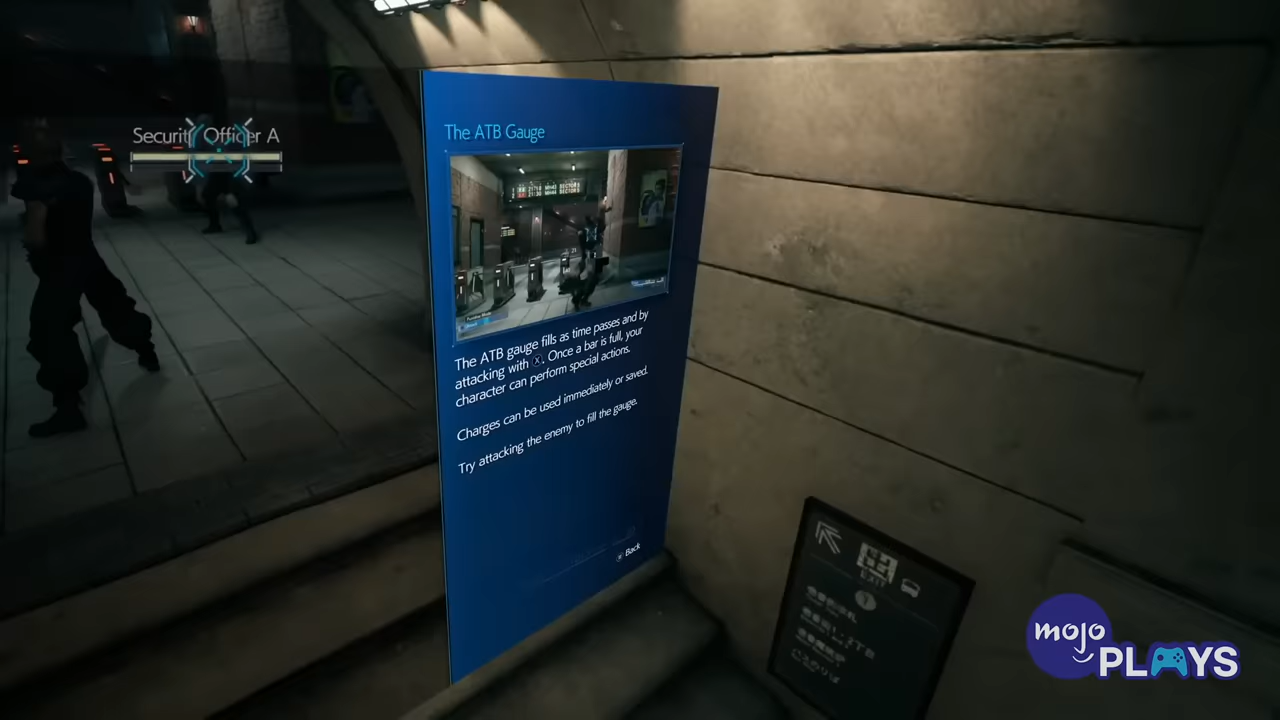 Security Officer A
The ATB Gauge
The ATB gauge fills as time passes and by
attacking with Ⓧ. Once a bar is full, your
character can perform special actions.
Charges can be used immediately or saved.
Try attacking the enemy to fill the gauge.
Back
EXIT
mojo
PLAYS